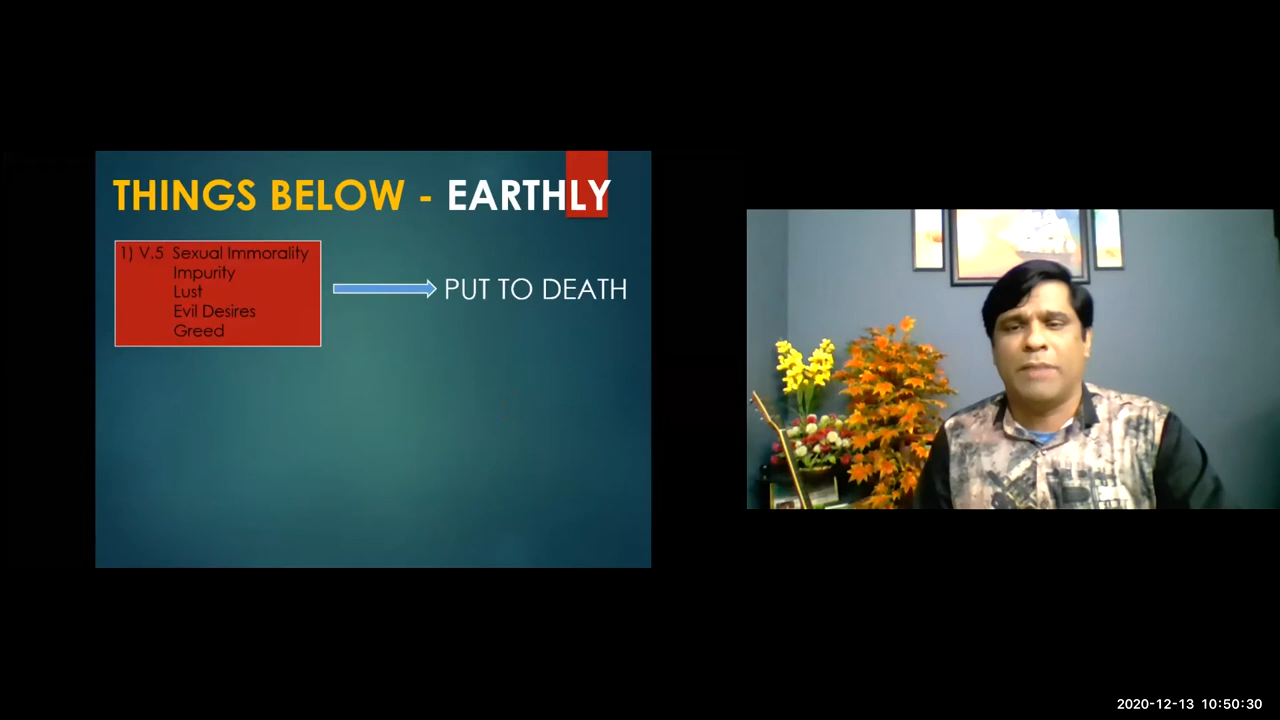 THINGS BELOW - EARTHLY
1) V.5 Sexual Immorality
Impurity
Lust
Evil Desires
Greed
PUT TO DEATH
2020-12-13 10:50:30